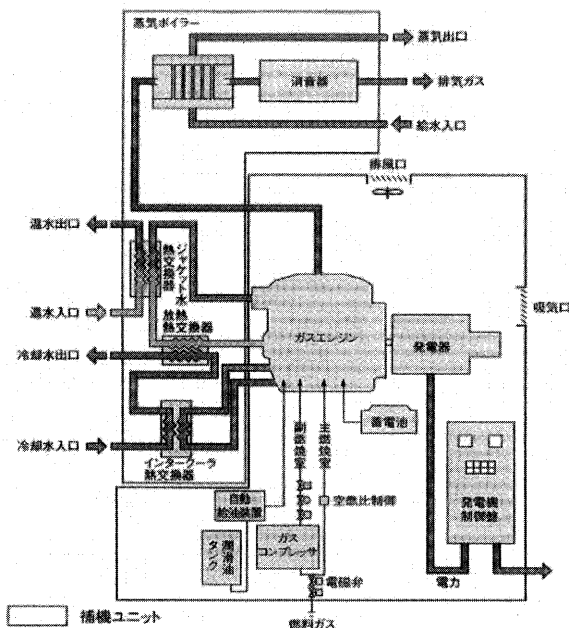 蒸気ボイラー
蒸気出口
消音器
排気ガス
給水入口
排風口
温水出口
ジャケット水
熱交換器
吸気口
温水入口
放熱
熱交換器
ガスエンジン
発電器
冷却水出口
副燃焼室
主燃焼室
蓄電池
冷却水入口
インタークーラ
熱交換器
自動
給油装置
空燃比制御
発電機
制御盤
潤滑油
タンク
ガス
コンプレッサ
電磁弁
電力
燃料ガス
補機ユニット